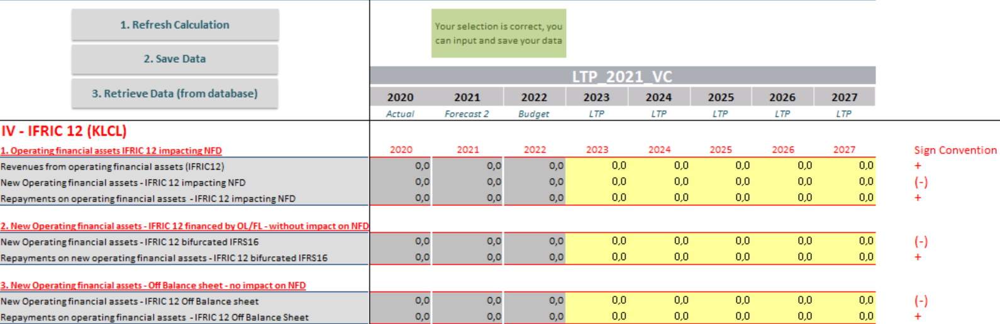 1. Refresh Calculation
Your selection is correct, you
can input and save your data
2. Save Data
LTP_2021_VC
3. Retrieve Data (from database)
2020 2021 2022 2023 2024 2025 2026 2027
Actual Forecast 2 Budget LTP LTP LTP LTP LTP
IV - IFRIC 12 (KLCL)
1. Operating financial assets IFRIC 12 impacting NFD 2020 2021 2022 2023 2024 2025 2026 2027 Sign Convention
Revenues from operating financial assets (IFRIC12) 0,0 0,0 0,0 0,0 0,0 0,0 0,0 0,0 +
New Operating financial assets - IFRIC 12 impacting NFD 0,0 0,0 0,0 0,0 0,0 0,0 0,0 0,0 (-)
Repayments on operating financial assets - IFRIC 12 impacting NFD 0,0 0,0 0,0 0,0 0,0 0,0 0,0 0,0 +
2. New Operating financial assets - IFRIC 12 financed by OL/FL - without impact on NFD
New Operating financial assets - IFRIC 12 bifurcated IFRS16 0,0 0,0 0,0 0,0 0,0 0,0 0,0 0,0 (-)
Repayments on new operating financial assets - IFRIC 12 bifurcated IFRS16 0,0 0,0 0,0 0,0 0,0 0,0 0,0 0,0 +
3. New Operating financial assets - Off Balance sheet - no impact on NFD
New Operating financial assets - IFRIC 12 Off Balance sheet 0,0 0,0 0,0 0,0 0,0 0,0 0,0 0,0 (-)
Repayments on operating financial assets - IFRIC 12 Off Balance Sheet 0,0 0,0 0,0 0,0 0,0 0,0 0,0 0,0 +